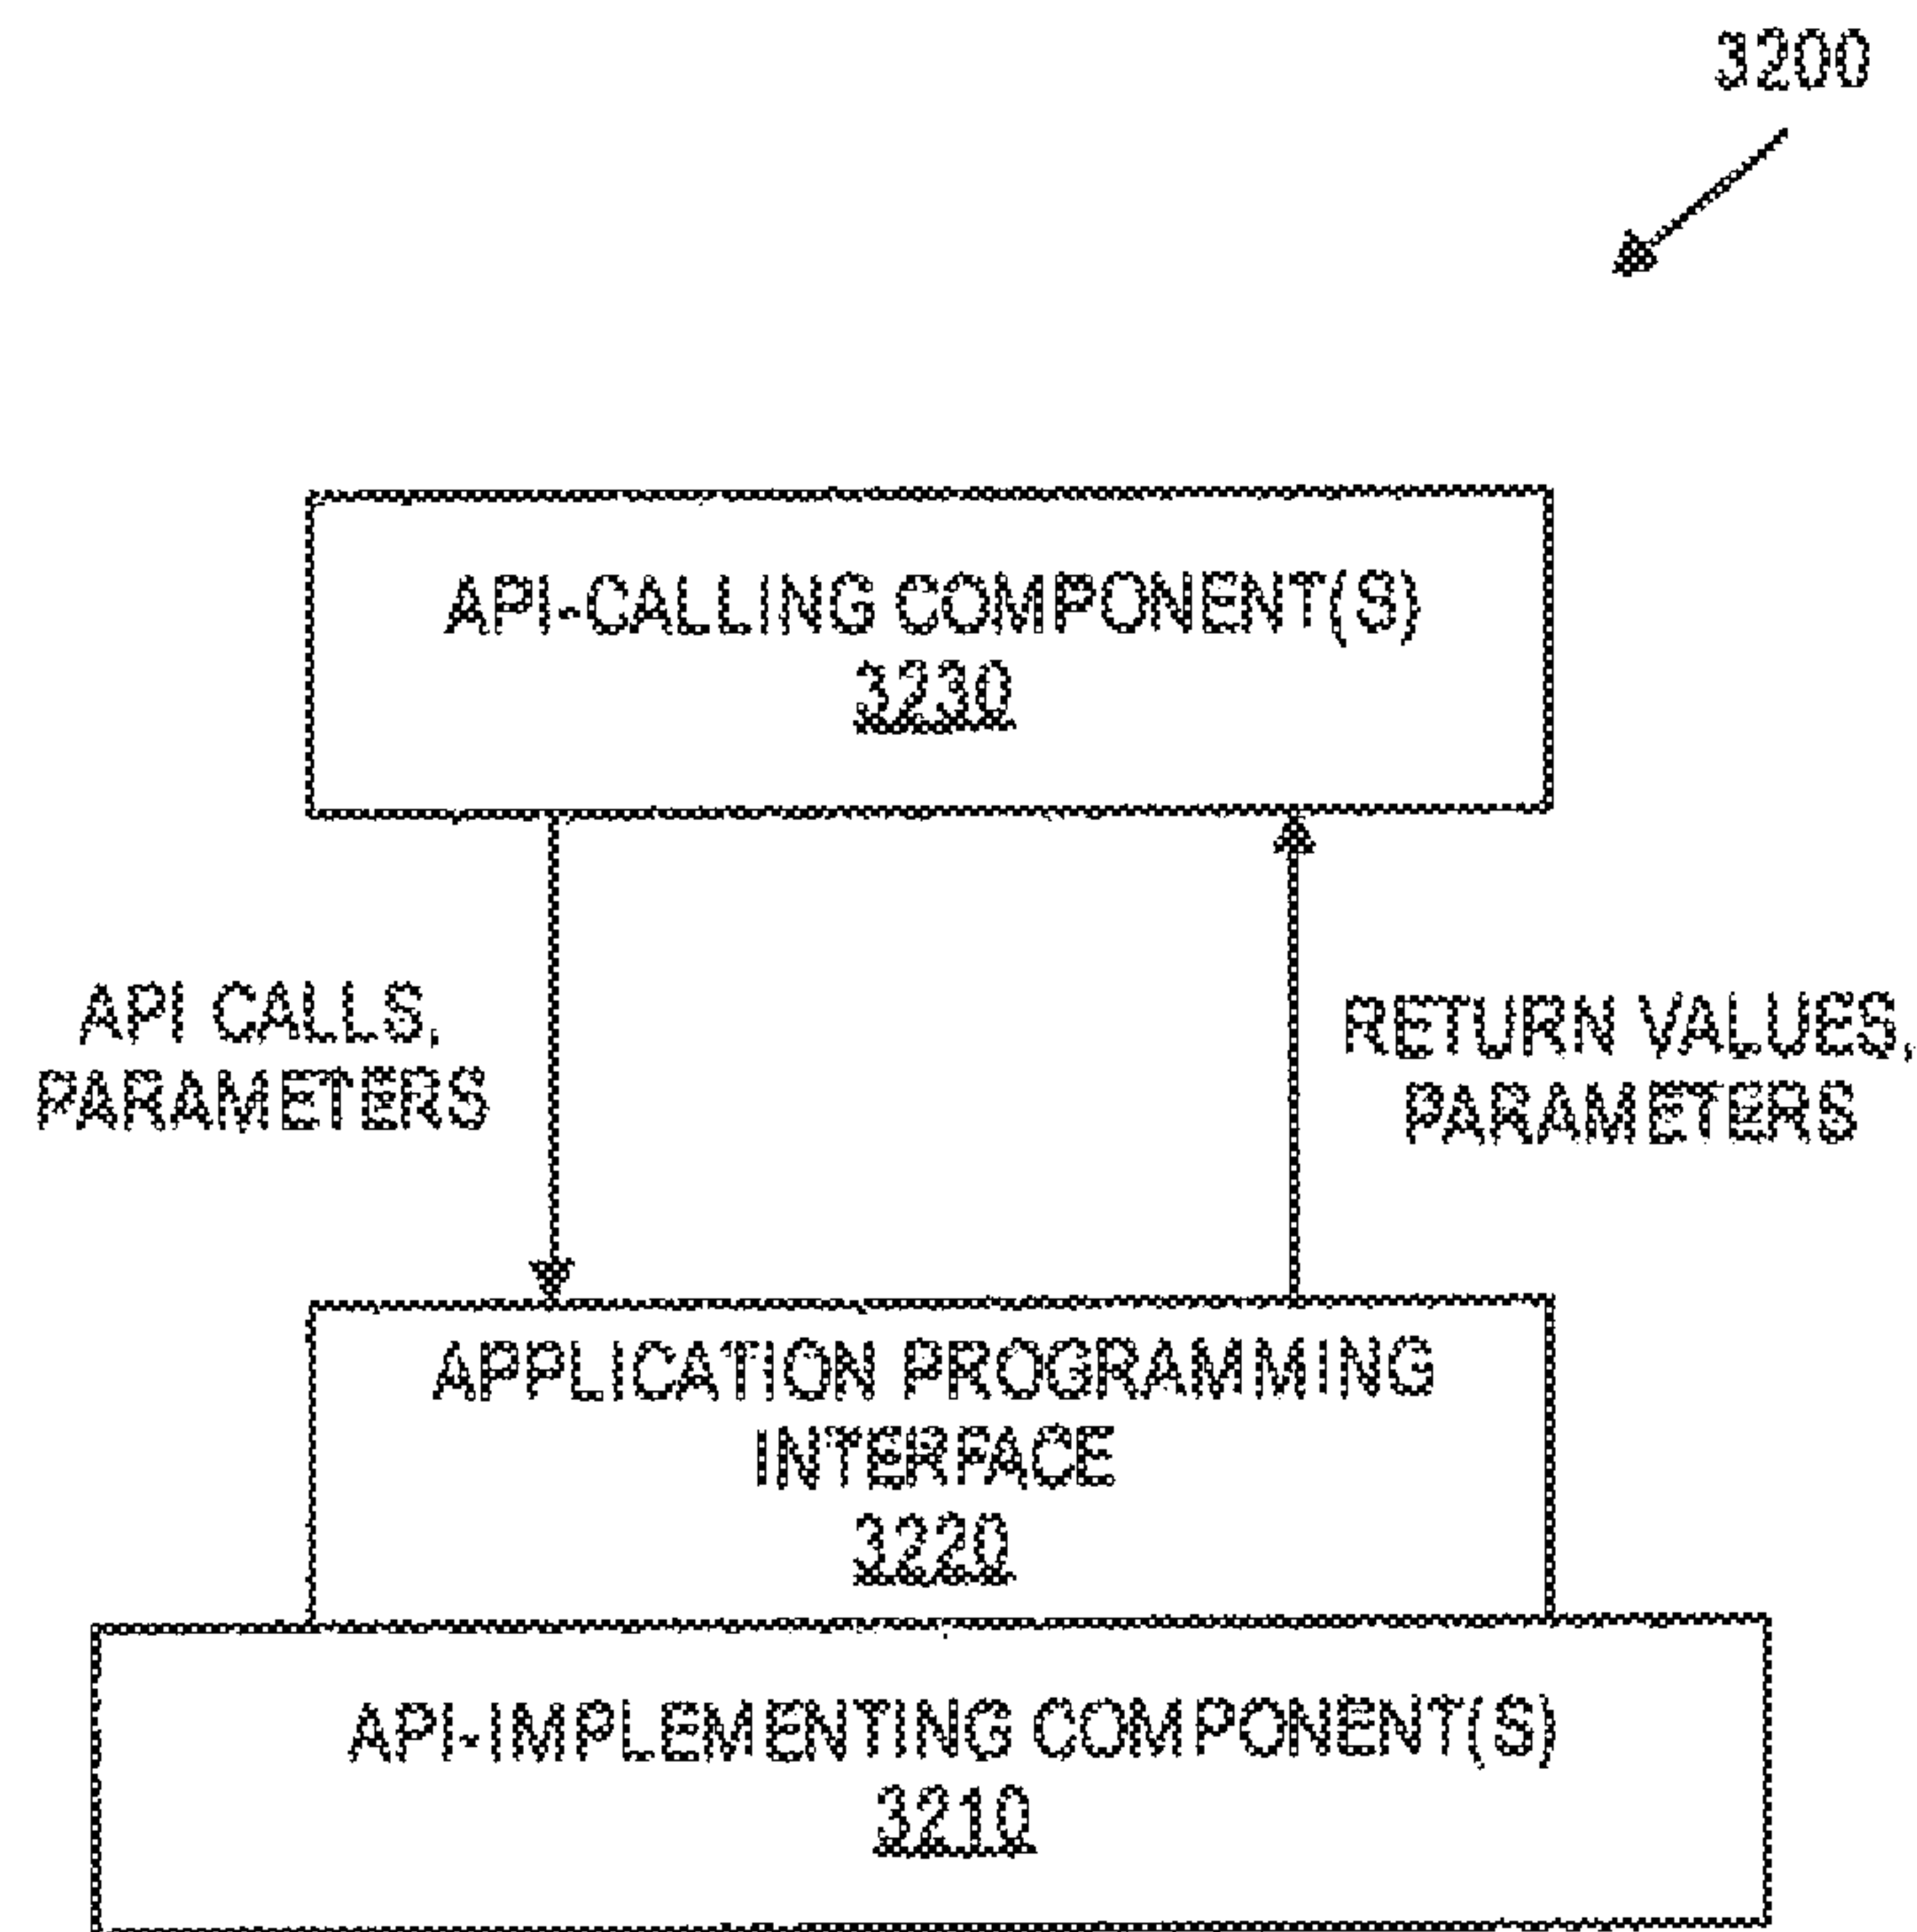 3200
API-CALLING COMPONENT(S)
3230
API CALLS,
PARAMETERS
RETURN VALUES,
PARAMETERS
APPLICATION PROGRAMMING
INTERFACE
3220
API-IMPLEMENTING COMPONENT(S)
3210